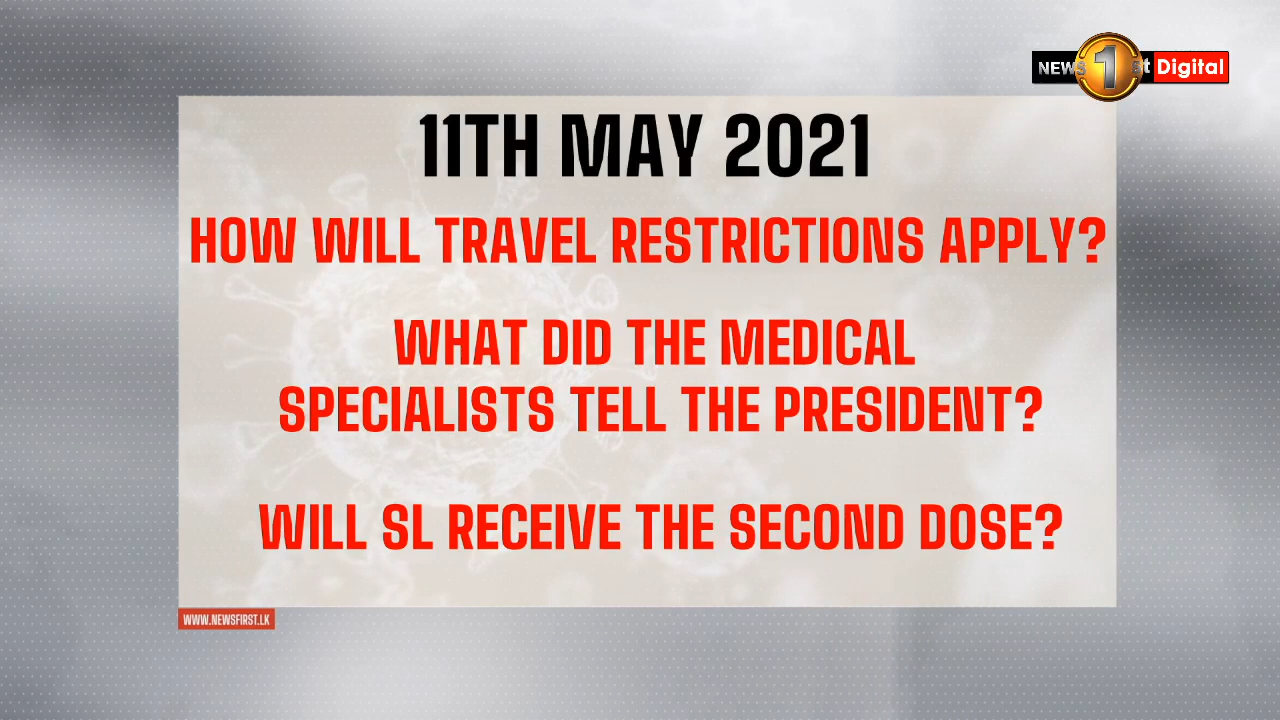 NEWS 1st Digital
11TH MAY 2021
HOW WILL TRAVEL RESTRICTIONS APPLY?
WHAT DID THE MEDICAL
SPECIALISTS TELL THE PRESIDENT?
WILL SL RECEIVE THE SECOND DOSE?
WWW.NEWSFIRST.LK